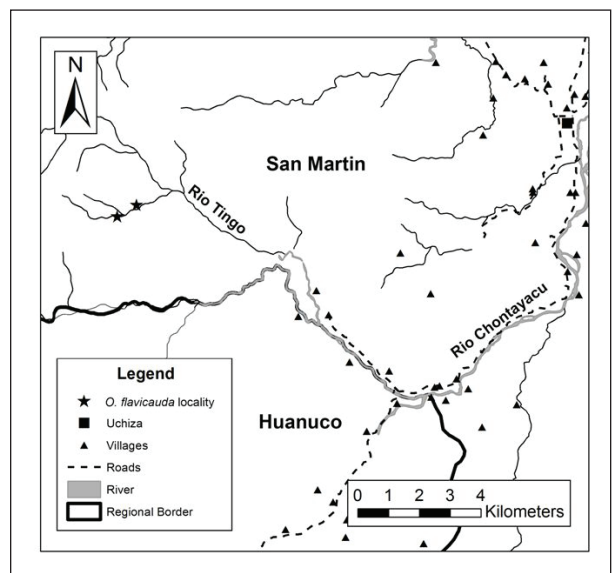 N
San Martin
Rio Tingo
Rio Chontayacu
Huanuco
Legend
O. flavicauda locality
Uchiza
Villages
Roads
River
Regional Border
0 1 2 3 4
Kilometers